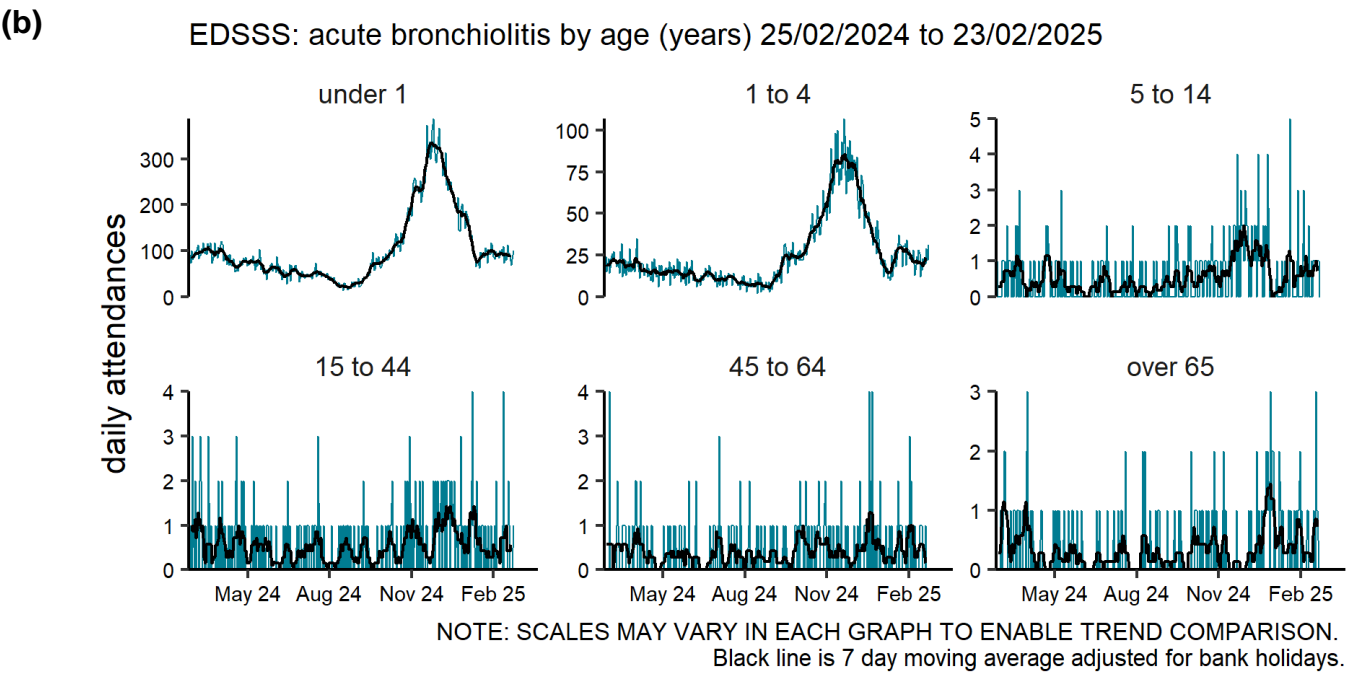 (b)
EDSSS: acute bronchiolitis by age (years) 25/02/2024 to 23/02/2025
daily attendances
under 1
300
200
100
0
1 to 4
100
75
50
25
0
5 to 14
5
4
3
2
1
0
15 to 44
4
3
2
1
0
May 24 Aug 24 Nov 24 Feb 25
45 to 64
4
3
2
1
0
May 24 Aug 24 Nov 24 Feb 25
over 65
3
2
1
0
May 24 Aug 24 Nov 24 Feb 25
NOTE: SCALES MAY VARY IN EACH GRAPH TO ENABLE TREND COMPARISON.
Black line is 7 day moving average adjusted for bank holidays.